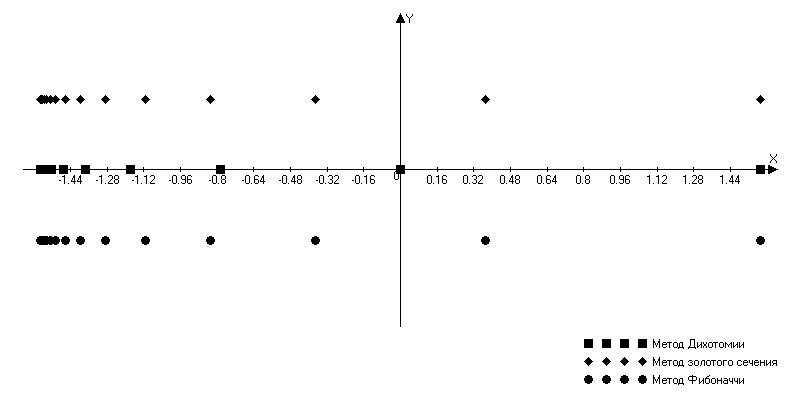 Y
X
-1.44 -1.28 -1.12 -0.96 -0.8 -0.64 -0.48 -0.32 -0.16 0 0.16 0.32 0.48 0.64 0.8 0.96 1.12 1.28 1.44
Метод Дихотомии
Метод золотого сечения
Метод Фибоначчи